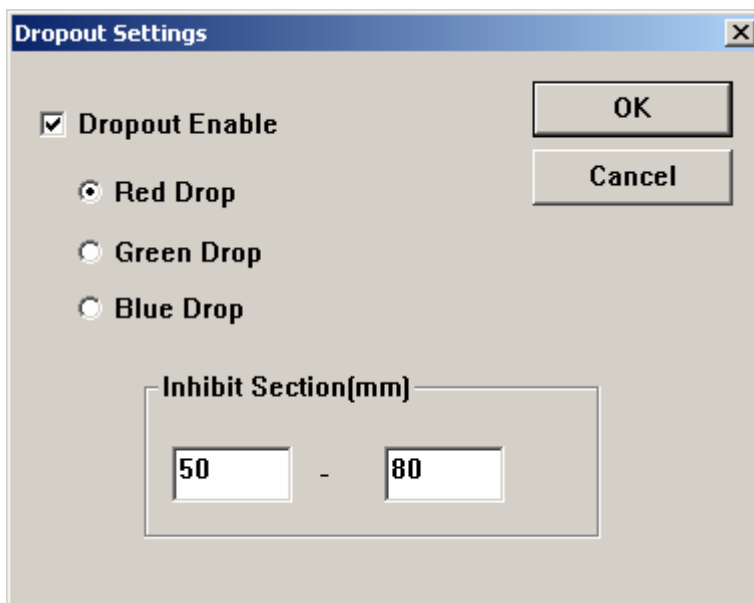 Dropout Settings
Dropout Enable
OK
Cancel
Red Drop
Green Drop
Blue Drop
Inhibit Section(mm)
50 - 80